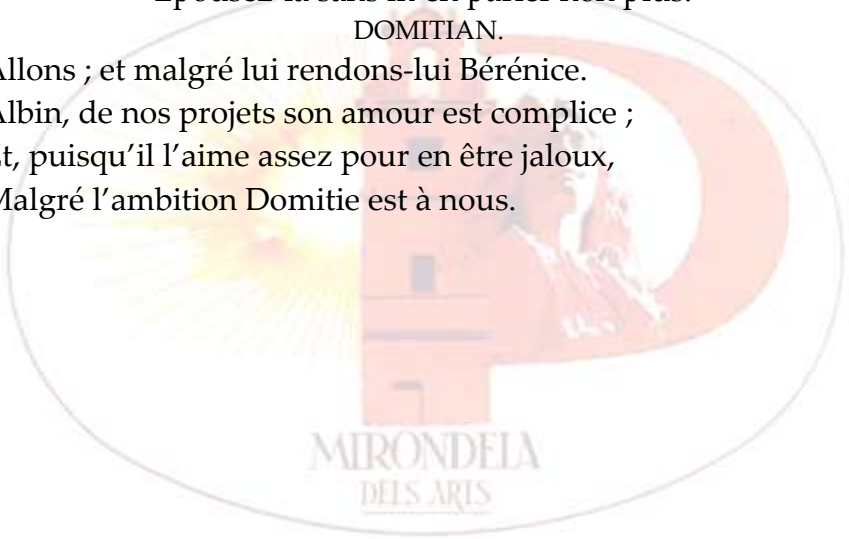 DOMITIAN.
Allons ; et malgré lui rendons-lui Bérénice.
Albin, de nos projets son amour est complice ;
Et, puisqu’il l’aime assez pour en être jaloux,
Malgré l’ambition Domitie est à nous.
MIRONDELA
DELS ARTS